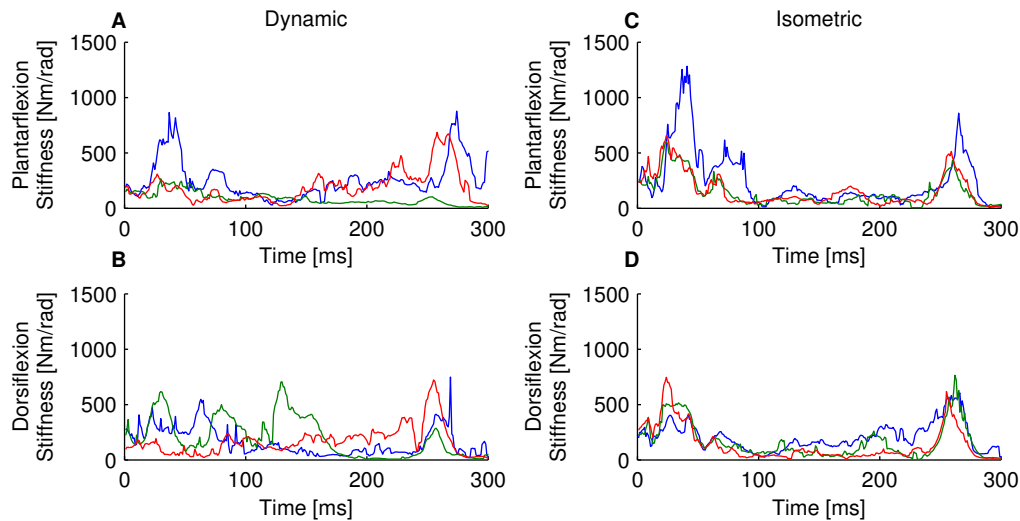 A Dynamic
Plantarflexion
Stiffness [Nm/rad]
1500
1000
500
0
0 100 200 300
Time [ms]
C Isometric
Plantarflexion
Stiffness [Nm/rad]
1500
1000
500
0
0 100 200 300
Time [ms]
B
Dorsiflexion
Stiffness [Nm/rad]
1500
1000
500
0
0 100 200 300
Time [ms]
D
Dorsiflexion
Stiffness [Nm/rad]
1500
1000
500
0
0 100 200 300
Time [ms]